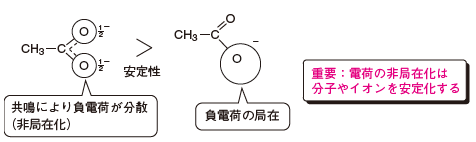 O ½−
CH₃−C
O ½−
>
安定性
共鳴により負電荷が分散
(非局在化)
O
CH₃−C
−
O
負電荷の局在
重要：電荷の非局在化は
分子やイオンを安定化する